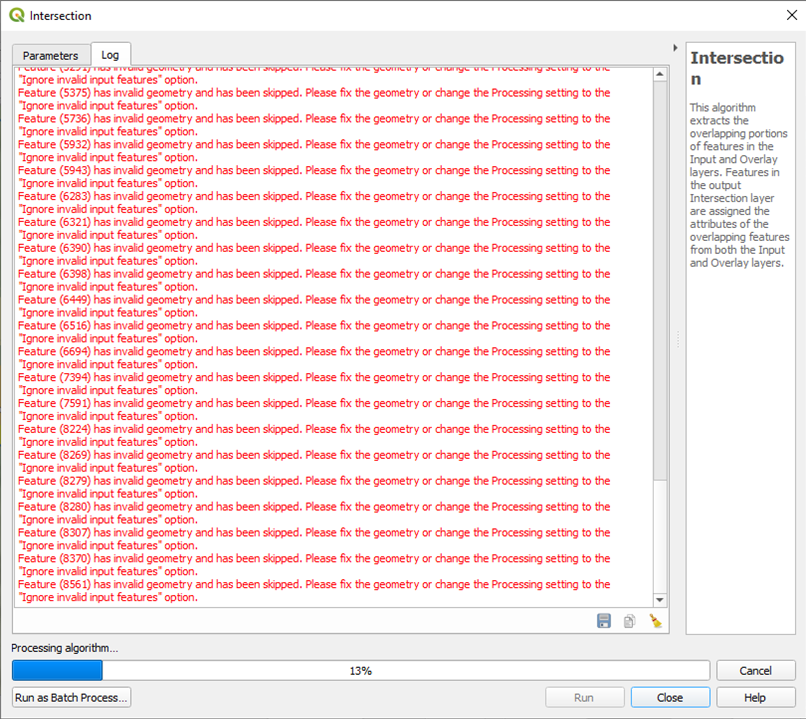 Intersection
Parameters
Log
"Ignore invalid input features" option.
Feature (5375) has invalid geometry and has been skipped. Please fix the geometry or change the Processing setting to the
"Ignore invalid input features" option.
Feature (5736) has invalid geometry and has been skipped. Please fix the geometry or change the Processing setting to the
"Ignore invalid input features" option.
Feature (5932) has invalid geometry and has been skipped. Please fix the geometry or change the Processing setting to the
"Ignore invalid input features" option.
Feature (5943) has invalid geometry and has been skipped. Please fix the geometry or change the Processing setting to the
"Ignore invalid input features" option.
Feature (6283) has invalid geometry and has been skipped. Please fix the geometry or change the Processing setting to the
"Ignore invalid input features" option.
Feature (6321) has invalid geometry and has been skipped. Please fix the geometry or change the Processing setting to the
"Ignore invalid input features" option.
Feature (6390) has invalid geometry and has been skipped. Please fix the geometry or change the Processing setting to the
"Ignore invalid input features" option.
Feature (6398) has invalid geometry and has been skipped. Please fix the geometry or change the Processing setting to the
"Ignore invalid input features" option.
Feature (6449) has invalid geometry and has been skipped. Please fix the geometry or change the Processing setting to the
"Ignore invalid input features" option.
Feature (6516) has invalid geometry and has been skipped. Please fix the geometry or change the Processing setting to the
"Ignore invalid input features" option.
Feature (6694) has invalid geometry and has been skipped. Please fix the geometry or change the Processing setting to the
"Ignore invalid input features" option.
Feature (7394) has invalid geometry and has been skipped. Please fix the geometry or change the Processing setting to the
"Ignore invalid input features" option.
Feature (7591) has invalid geometry and has been skipped. Please fix the geometry or change the Processing setting to the
"Ignore invalid input features" option.
Feature (8224) has invalid geometry and has been skipped. Please fix the geometry or change the Processing setting to the
"Ignore invalid input features" option.
Feature (8269) has invalid geometry and has been skipped. Please fix the geometry or change the Processing setting to the
"Ignore invalid input features" option.
Feature (8279) has invalid geometry and has been skipped. Please fix the geometry or change the Processing setting to the
"Ignore invalid input features" option.
Feature (8280) has invalid geometry and has been skipped. Please fix the geometry or change the Processing setting to the
"Ignore invalid input features" option.
Feature (8307) has invalid geometry and has been skipped. Please fix the geometry or change the Processing setting to the
"Ignore invalid input features" option.
Feature (8370) has invalid geometry and has been skipped. Please fix the geometry or change the Processing setting to the
"Ignore invalid input features" option.
Feature (8561) has invalid geometry and has been skipped. Please fix the geometry or change the Processing setting to the
"Ignore invalid input features" option.
Intersectio
n
This algorithm
extracts the
overlapping portions
of features in the
Input and Overlay
layers. Features in
the output
Intersection layer
are assigned the
attributes of the
overlapping features
from both the Input
and Overlay layers.
Processing algorithm...
13%
Cancel
Run as Batch Process...
Run
Close
Help